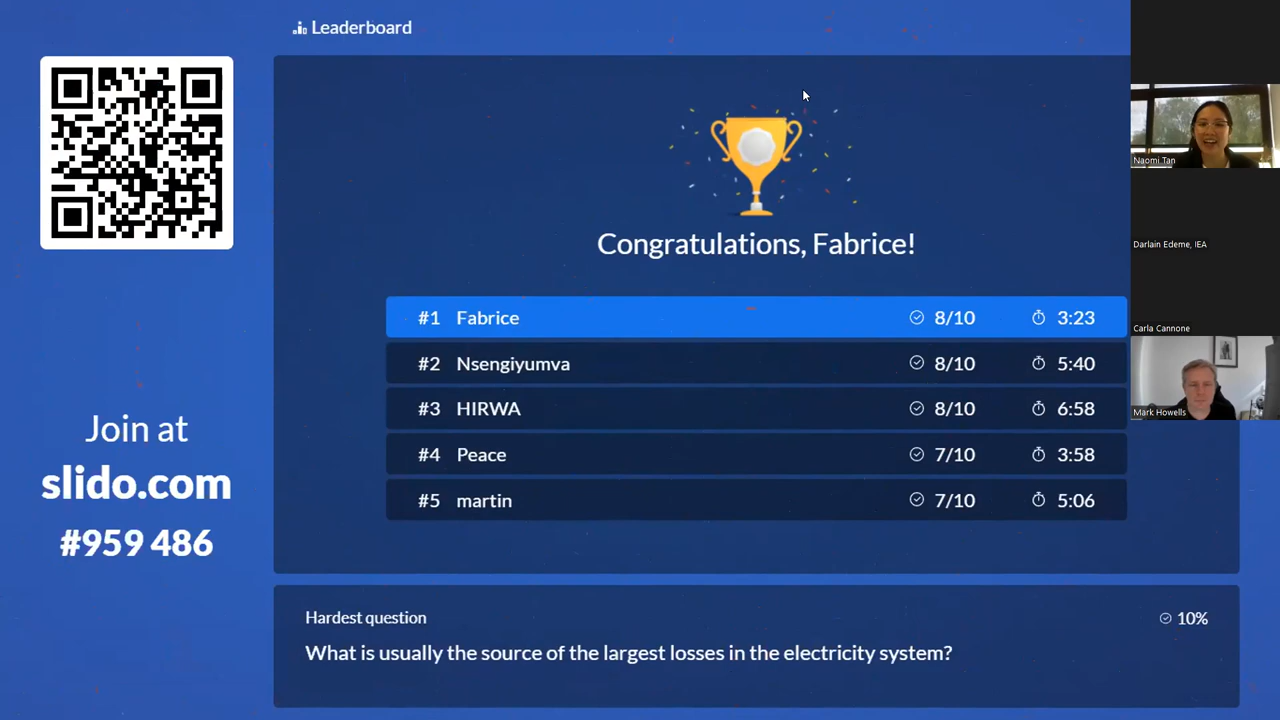 Leaderboard
Congratulations, Fabrice!
#1 Fabrice 8/10 3:23
#2 Nsengiyumva 8/10 5:40
#3 HIRWA 8/10 6:58
#4 Peace 7/10 3:58
#5 martin 7/10 5:06
Join at
slido.com
#959 486
Hardest question 10%
What is usually the source of the largest losses in the electricity system?
Naomi Tan
Darlain Edeme, IEA
Carla Cannone
Mark Howells